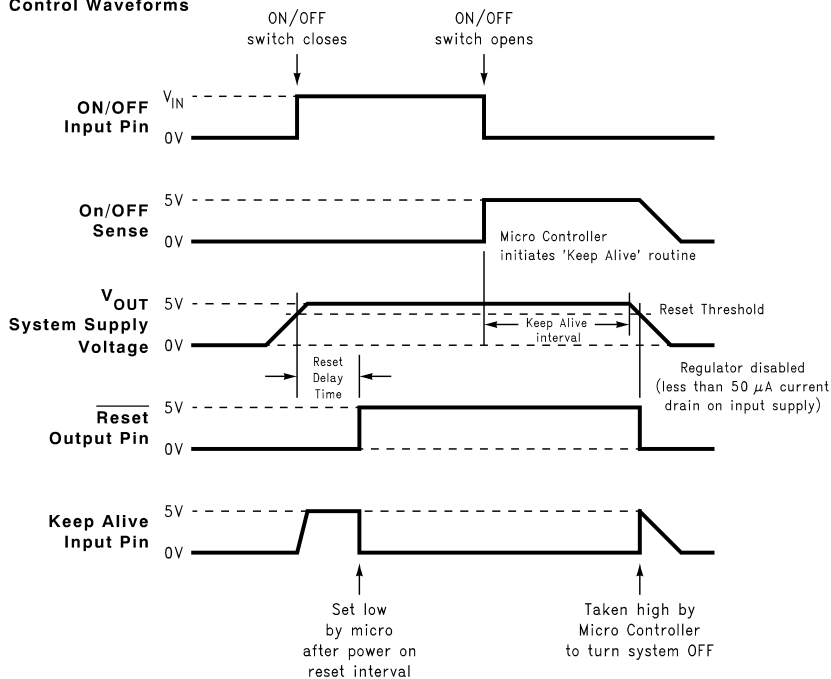 Control Waveforms
ON/OFF
switch closes
ON/OFF
switch opens
ON/OFF
Input Pin
VIN
0V
On/OFF
Sense
5V
0V
Micro Controller
initiates 'Keep Alive' routine
VOUT
System Supply
Voltage
5V
0V
Reset Threshold
Keep Alive
interval
Reset
Delay
Time
Regulator disabled
(less than 50 μA current
drain on input supply)
Reset
Output Pin
5V
0V
Keep Alive
Input Pin
5V
0V
Set low
by micro
after power on
reset interval
Taken high by
Micro Controller
to turn system OFF